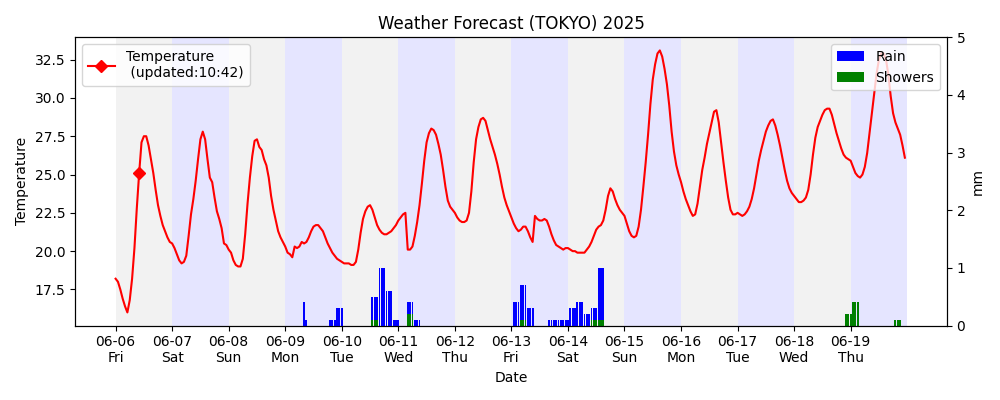 Weather Forecast (TOKYO) 2025
Temperature
(updated:10:42)
Rain
Showers
Temperature
32.5
30.0
27.5
25.0
22.5
20.0
17.5
5
4
3
2
1
0
mm
06-06 06-07 06-08 06-09 06-10 06-11 06-12 06-13 06-14 06-15 06-16 06-17 06-18 06-19
Fri Sat Sun Mon Tue Wed Thu Fri Sat Sun Mon Tue Wed Thu
Date